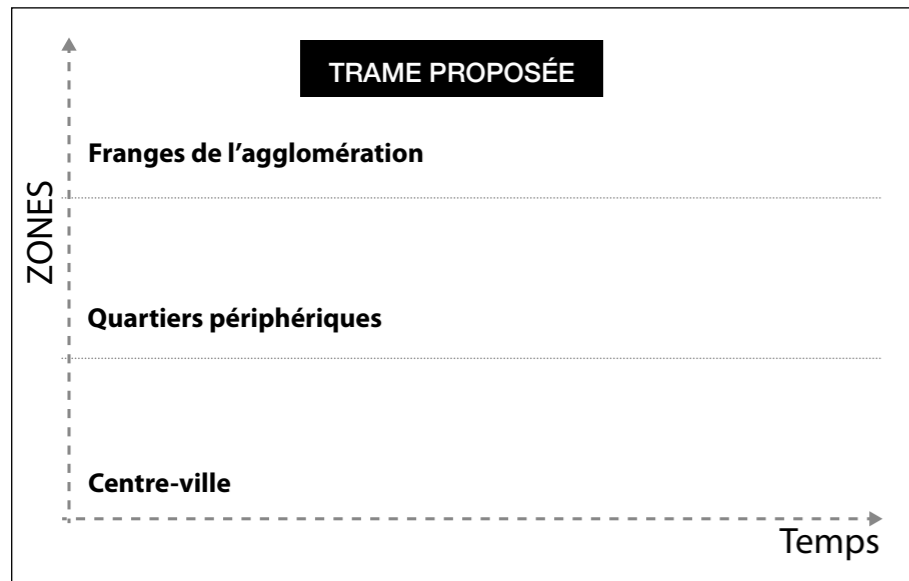 TRAME PROPOSÉE
Franges de l’agglomération
ZONES
Quartiers périphériques
Centre-ville
Temps